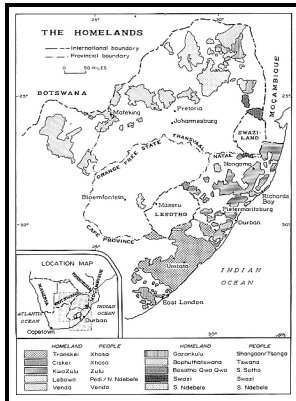 THE HOMELANDS
International boundary
Provincial boundary
0 50 MILES
BOTSWANA
MOÇAMBIQUE
Mafeking
Pretoria
Johannesburg
SWAZI-
LAND
TRANSVAAL
ORANGE FREE STATE
NATAL
Nongoma
Richards
Bay
Bloemfontein
Maseru
LESOTHO
Pietermaritzburg
Durban
CAPE PROVINCE
Umtata
INDIAN
OCEAN
East London
LOCATION MAP
ATLANTIC
OCEAN
INDIAN
OCEAN
Durban
Capetown
HOMELAND PEOPLE
Transkei Xhosa
Ciskei Xhosa
KwaZulu Zulu
Lebowa Pedi / N. Ndebele
Venda Venda
HOMELAND PEOPLE
Gazankulu Shangaan/Tsonga
Bophuthatswana Tswana
Basotho Qwa Qwa S. Sotho
Swazi Swazi
S. Ndebele S. Ndebele